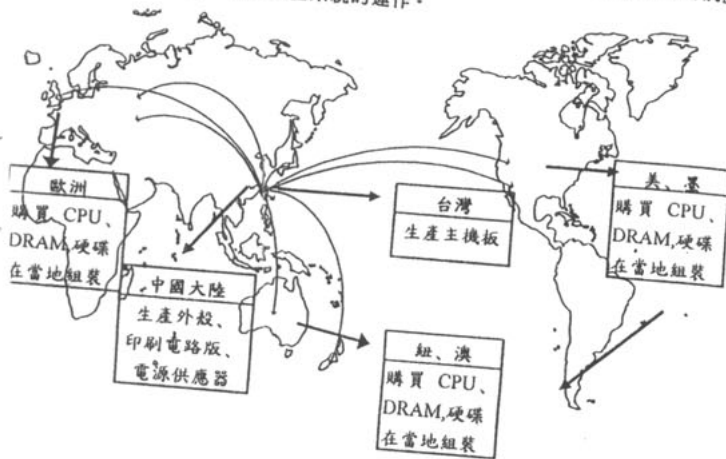 的運作。
歐洲
購買 CPU、
DRAM,硬碟
在當地組裝
中國大陸
生產外殼、
印刷電路版、
電源供應器
台灣
生產主機板
紐、澳
購買 CPU、
DRAM,硬碟
在當地組裝
美、墨
購買 CPU、
DRAM,硬碟
在當地組裝